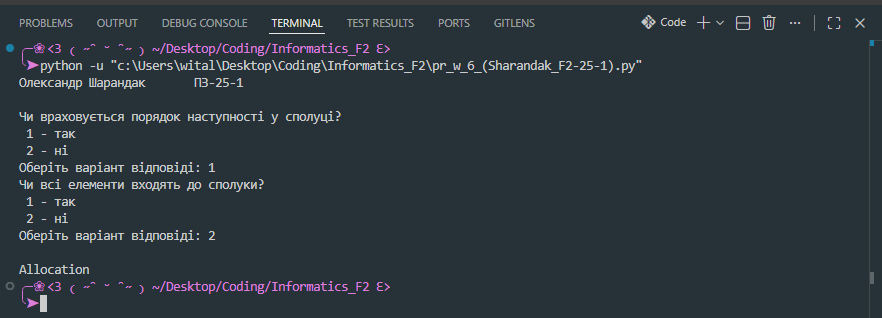 PROBLEMS OUTPUT DEBUG CONSOLE TERMINAL TEST RESULTS PORTS GITLENS Code
<3 ( ~ˆ ᵕ ˆ~ ) ~/Desktop/Coding/Informatics_F2 Ɛ>
python -u "c:\Users\wital\Desktop\Coding\Informatics_F2\pr_w_6_(Sharandak_F2-25-1).py"
Олександр Шарандак ПЗ-25-1
Чи враховується порядок наступності у сполуці?
1 - так
2 - ні
Оберіть варіант відповіді: 1
Чи всі елементи входять до сполуки?
1 - так
2 - ні
Оберіть варіант відповіді: 2
Allocation
<3 ( ~ˆ ᵕ ˆ~ ) ~/Desktop/Coding/Informatics_F2 Ɛ>